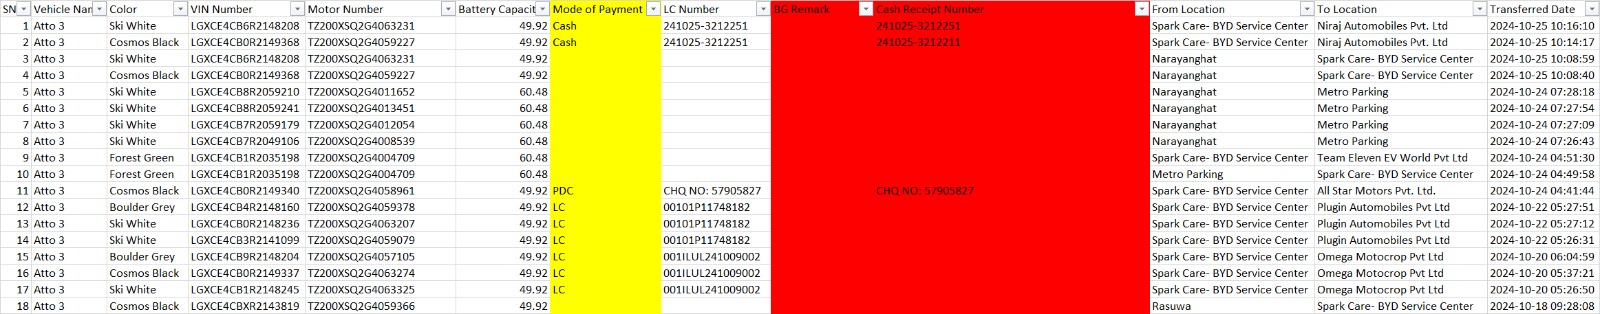 SN Vehicle Nam Color VIN Number Motor Number Battery Capacit Mode of Payment LC Number BG Remark Cash Receipt Number From Location To Location Transferred Date
1 Atto 3 Ski White LGXCE4CB6R2148208 TZ200XSQ2G4063231 49.92 Cash 241025-3212251 241025-3212251 Spark Care- BYD Service Center Niraj Automobiles Pvt. Ltd 2024-10-25 10:16:10
2 Atto 3 Cosmos Black LGXCE4CB0R2149368 TZ200XSQ2G4059227 49.92 Cash 241025-3212251 241025-3212211 Spark Care- BYD Service Center Niraj Automobiles Pvt. Ltd 2024-10-25 10:14:17
3 Atto 3 Ski White LGXCE4CB6R2148208 TZ200XSQ2G4063231 49.92 Narayanghat Spark Care- BYD Service Center 2024-10-25 10:08:59
4 Atto 3 Cosmos Black LGXCE4CB0R2149368 TZ200XSQ2G4059227 49.92 Narayanghat Spark Care- BYD Service Center 2024-10-25 10:08:40
5 Atto 3 Ski White LGXCE4CB8R2059210 TZ200XSQ2G4011652 60.48 Narayanghat Metro Parking 2024-10-24 07:28:18
6 Atto 3 Ski White LGXCE4CB8R2059241 TZ200XSQ2G4013451 60.48 Narayanghat Metro Parking 2024-10-24 07:27:54
7 Atto 3 Ski White LGXCE4CB7R2059179 TZ200XSQ2G4012054 60.48 Narayanghat Metro Parking 2024-10-24 07:27:09
8 Atto 3 Ski White LGXCE4CB7R2049106 TZ200XSQ2G4008539 60.48 Narayanghat Metro Parking 2024-10-24 07:26:43
9 Atto 3 Forest Green LGXCE4CB1R2035198 TZ200XSQ2G4004709 60.48 Spark Care- BYD Service Center Team Eleven EV World Pvt Ltd 2024-10-24 04:51:30
10 Atto 3 Forest Green LGXCE4CB1R2035198 TZ200XSQ2G4004709 60.48 Metro Parking Spark Care- BYD Service Center 2024-10-24 04:49:58
11 Atto 3 Cosmos Black LGXCE4CB0R2149340 TZ200XSQ2G4058961 49.92 PDC CHQ NO: 57905827 CHQ NO: 57905827 Spark Care- BYD Service Center All Star Motors Pvt. Ltd. 2024-10-24 04:41:44
12 Atto 3 Boulder Grey LGXCE4CB4R2148160 TZ200XSQ2G4059378 49.92 LC 00101P11748182 Spark Care- BYD Service Center Plugin Automobiles Pvt Ltd 2024-10-22 05:27:51
13 Atto 3 Ski White LGXCE4CB0R2148236 TZ200XSQ2G4063207 49.92 LC 00101P11748182 Spark Care- BYD Service Center Plugin Automobiles Pvt Ltd 2024-10-22 05:27:12
14 Atto 3 Ski White LGXCE4CB3R2141099 TZ200XSQ2G4059079 49.92 LC 00101P11748182 Spark Care- BYD Service Center Plugin Automobiles Pvt Ltd 2024-10-22 05:26:31
15 Atto 3 Boulder Grey LGXCE4CB9R2148204 TZ200XSQ2G4057105 49.92 LC 001ILUL241009002 Spark Care- BYD Service Center Omega Motocrop Pvt Ltd 2024-10-20 06:04:59
16 Atto 3 Cosmos Black LGXCE4CB0R2149337 TZ200XSQ2G4063274 49.92 LC 001ILUL241009002 Spark Care- BYD Service Center Omega Motocrop Pvt Ltd 2024-10-20 05:37:21
17 Atto 3 Ski White LGXCE4CB1R2148245 TZ200XSQ2G4063325 49.92 LC 001ILUL241009002 Spark Care- BYD Service Center Omega Motocrop Pvt Ltd 2024-10-20 05:26:50
18 Atto 3 Cosmos Black LGXCE4CBXR2143819 TZ200XSQ2G4059366 49.92 Rasuwa Spark Care- BYD Service Center 2024-10-18 09:28:08